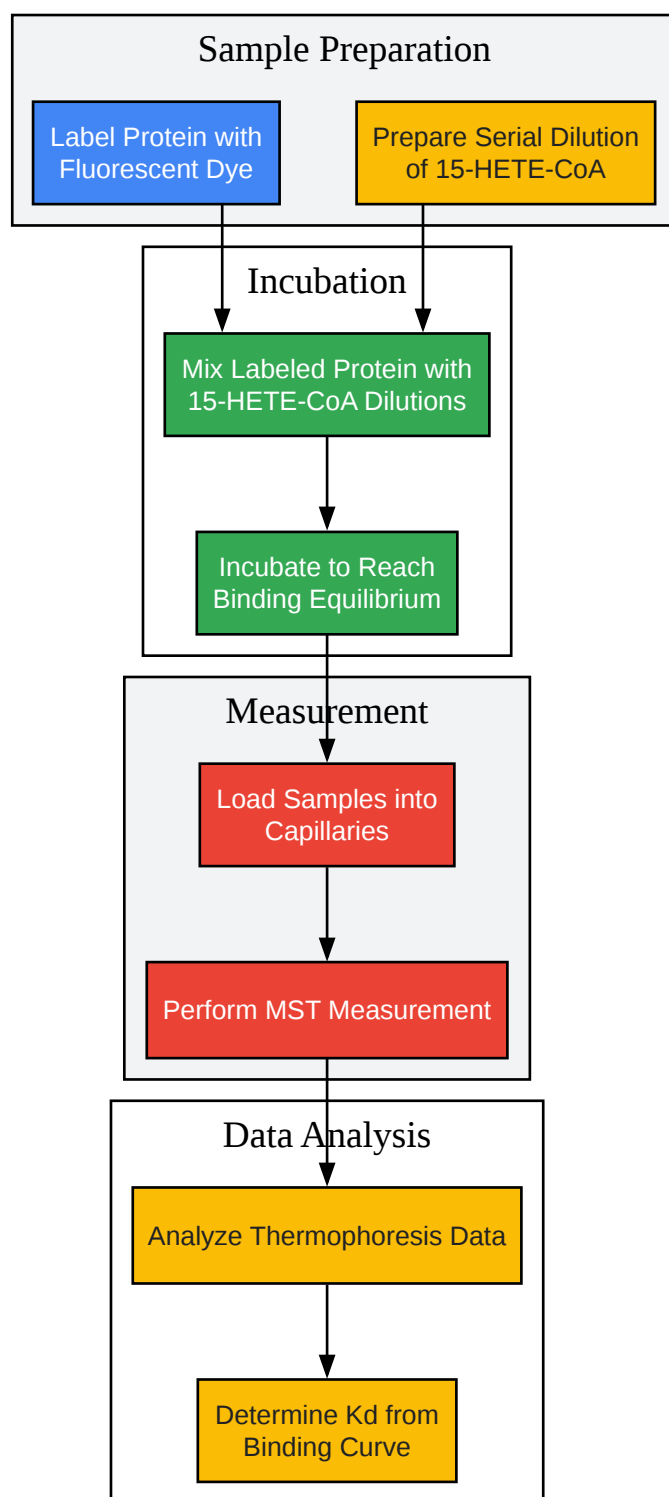 Sample Preparation
Label Protein with
Fluorescent Dye
Prepare Serial Dilution
of 15-HETE-CoA
Incubation
Mix Labeled Protein with
15-HETE-CoA Dilutions
Incubate to Reach
Binding Equilibrium
Measurement
Load Samples into
Capillaries
Perform MST Measurement
Data Analysis
Analyze Thermophoresis Data
Determine Kd from
Binding Curve